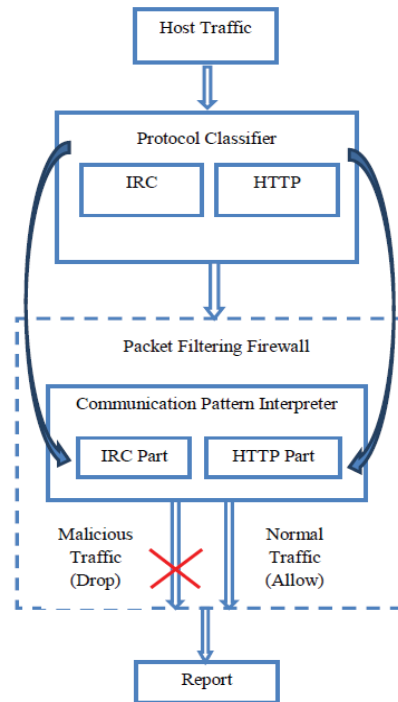 Host Traffic
Protocol Classifier
IRC
HTTP
Packet Filtering Firewall
Communication Pattern Interpreter
IRC Part
HTTP Part
Malicious
Traffic
(Drop)
Normal
Traffic
(Allow)
Report